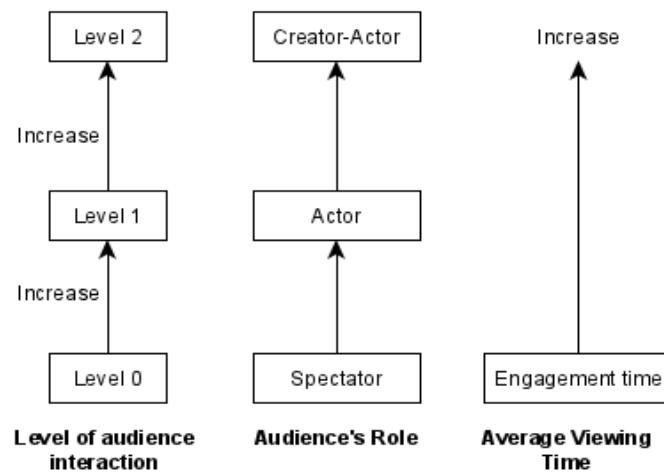 Level 2
Creator-Actor
Increase
Increase
Level 1
Actor
Increase
Level 0
Spectator
Engagement time
Level of audience
interaction
Audience's Role
Average Viewing
Time